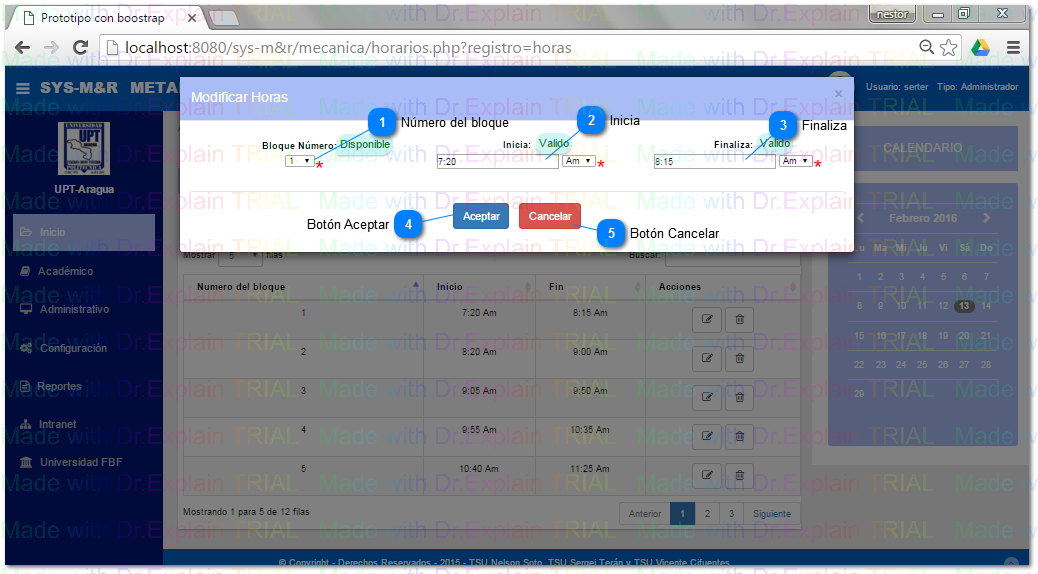 Prototipo con boostrap
nestor
localhost:8080/sys-m&r/mecanica/horarios.php?registro=horas
SYS-M&R META
Usuario: serter Tipo: Administrador
Modificar Horas
×
1 Número del bloque
2 Inicia
3 Finaliza
Bloque Número: Disponible
Inicia: Valido
Finaliza: Valido
1 *
7:20 Am *
8:15 Am *
4 Botón Aceptar
Aceptar
Cancelar
5 Botón Cancelar
UNIVERSIDAD
UPT
ARAGUA
UPT-Aragua
Inicio
Académico
Administrativo
Configuración
Reportes
Intranet
Universidad FBF
CALENDARIO
Febrero 2016
Lu Ma Mi Ju Vi Sá Do
1 2 3 4 5 6 7
8 9 10 11 12 13 14
15 16 17 18 19 20 21
22 23 24 25 26 27 28
29
Mostrar 5 filas
Buscar:
Numero del bloque Inicio Fin Acciones
1 7:20 Am 8:15 Am
2 8:20 Am 9:00 Am
3 9:05 Am 9:50 Am
4 9:55 Am 10:35 Am
5 10:40 Am 11:25 Am
Mostrando 1 para 5 de 12 filas
Anterior 1 2 3 Siguiente
© Copyright - Derechos Reservados - 2015 - TSU Nelson Soto, TSU Sergei Terán y TSU Vicente Cifuentes
Made with Dr.Explain TRIAL